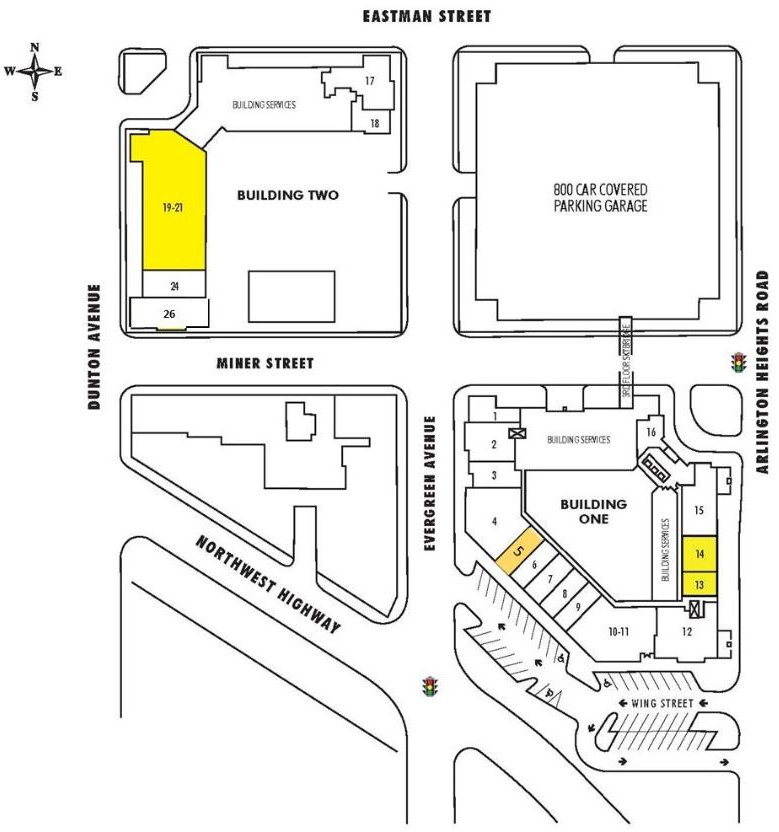 EASTMAN STREET
N
W E
S
17
BUILDING SERVICES
18
BUILDING TWO
800 CAR COVERED
PARKING GARAGE
19-21
24
26
DUNTON AVENUE
MINER STREET
3RD FLOOR SKYBRIDGE
ARLINGTON HEIGHTS ROAD
EVERGREEN AVENUE
1
2
BUILDING SERVICES
16
3
4
BUILDING
ONE
15
BUILDING SERVICES
5
6
7
8
9
14
13
10-11
12
NORTHWEST HIGHWAY
WING STREET